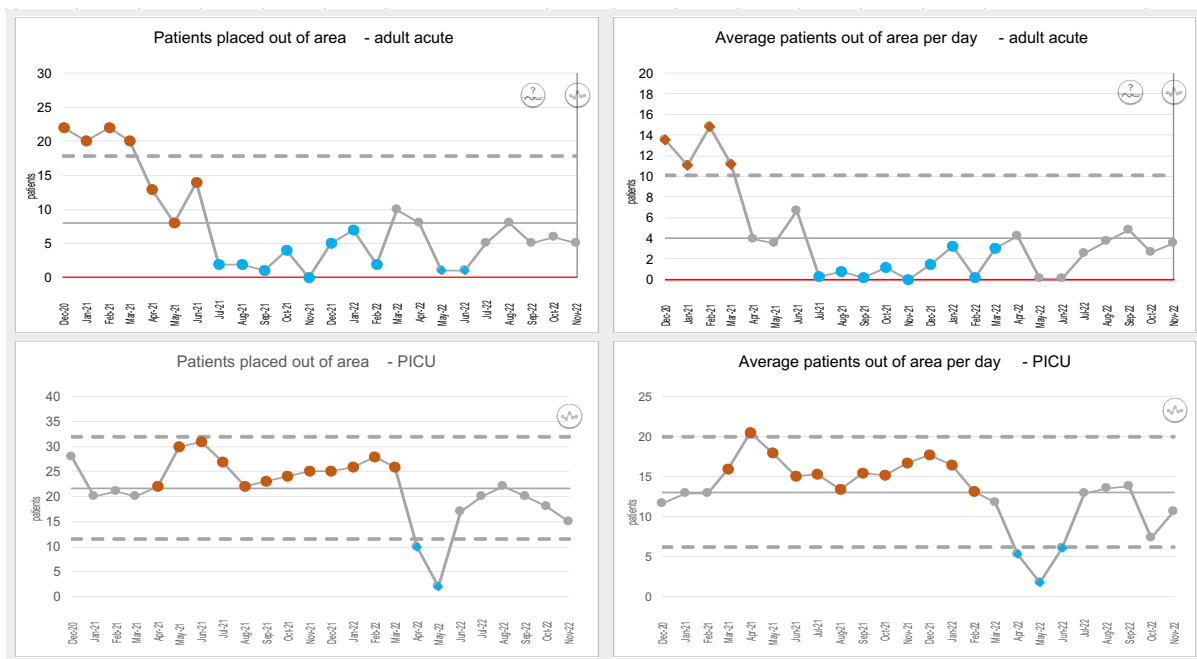 Patients placed out of area - adult acute
30
25
20
15
10
5
0
patients
?
Dec-20 Jan-21 Feb-21 Mar-21 Apr-21 May-21 Jun-21 Jul-21 Aug-21 Sep-21 Oct-21 Nov-21 Dec-21 Jan-22 Feb-22 Mar-22 Apr-22 May-22 Jun-22 Jul-22 Aug-22 Sep-22 Oct-22 Nov-22
Average patients out of area per day - adult acute
20
18
16
14
12
10
8
6
4
2
0
patients
?
Dec-20 Jan-21 Feb-21 Mar-21 Apr-21 May-21 Jun-21 Jul-21 Aug-21 Sep-21 Oct-21 Nov-21 Dec-21 Jan-22 Feb-22 Mar-22 Apr-22 May-22 Jun-22 Jul-22 Aug-22 Sep-22 Oct-22 Nov-22
Patients placed out of area - PICU
40
35
30
25
20
15
10
5
0
patients
Dec-20 Jan-21 Feb-21 Mar-21 Apr-21 May-21 Jun-21 Jul-21 Aug-21 Sep-21 Oct-21 Nov-21 Dec-21 Jan-22 Feb-22 Mar-22 Apr-22 May-22 Jun-22 Jul-22 Aug-22 Sep-22 Oct-22 Nov-22
Average patients out of area per day - PICU
25
20
15
10
5
0
patients
Dec-20 Jan-21 Feb-21 Mar-21 Apr-21 May-21 Jun-21 Jul-21 Aug-21 Sep-21 Oct-21 Nov-21 Dec-21 Jan-22 Feb-22 Mar-22 Apr-22 May-22 Jun-22 Jul-22 Aug-22 Sep-22 Oct-22 Nov-22